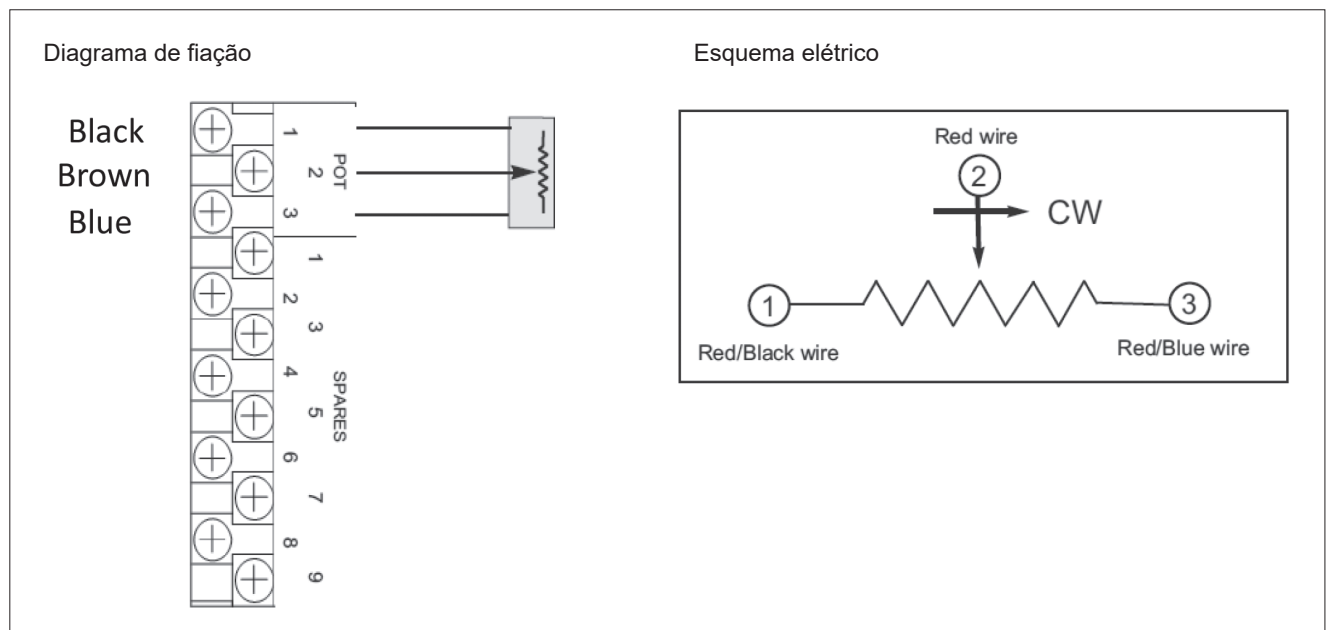 Diagrama de fiação
Black
Brown
Blue
1
2
3
POT
1
2
3
4
5
6
7
8
9
SPARES
Esquema elétrico
Red wire
2
CW
1
3
Red/Black wire
Red/Blue wire